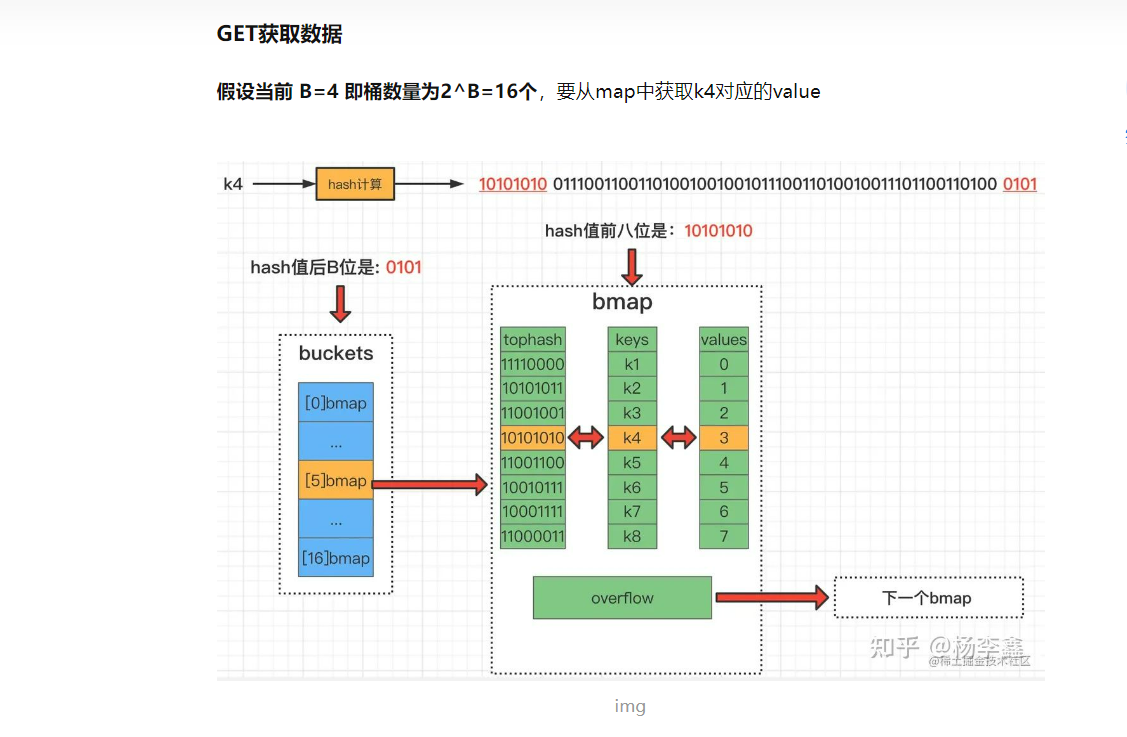 GET获取数据
假设当前 B=4 即桶数量为2^B=16个，要从map中获取k4对应的value
k4 hash计算 10101010 0111001100110100100100101110011010010011101100110100 0101
hash值前八位是：10101010
hash值后B位是: 0101
bmap
buckets
tophash keys values
11110000 k1 0
10101011 k2 1
11001001 k3 2
10101010 k4 3
11001100 k5 4
10010111 k6 5
10001111 k7 6
11000011 k8 7
[0]bmap
...
[5]bmap
...
[16]bmap
overflow
下一个bmap
知乎 @杨李鑫
@稀土掘金技术社区
img